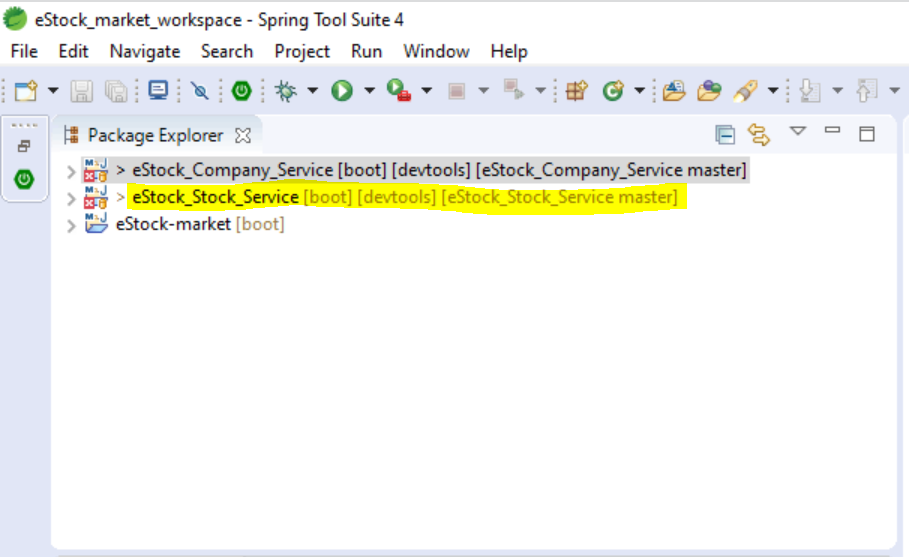 eStock_market_workspace - Spring Tool Suite 4
File Edit Navigate Search Project Run Window Help
Package Explorer
> eStock_Company_Service [boot] [devtools] [eStock_Company_Service master]
> eStock_Stock_Service [boot] [devtools] [eStock_Stock_Service master]
eStock-market [boot]